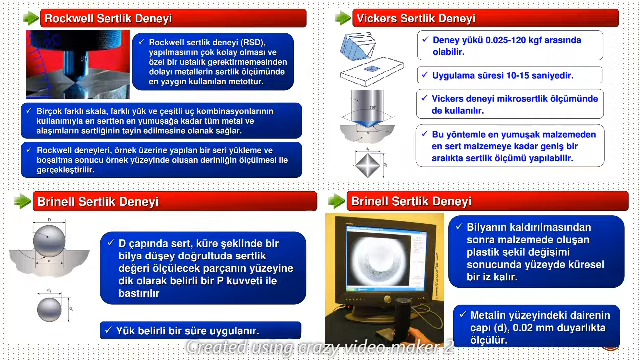 Rockwell Sertlik Deneyi
✓ Rockwell sertlik deneyi (RSD),
yapılmasının çok kolay olması ve
özel bir ustalık gerektirmemesinden
dolayı metallerin sertlik ölçümünde
en yaygın kullanılan metottur.
✓ Birçok farklı skala, farklı yük ve çeşitli uç kombinasyonlarının
kullanımıyla en sertten en yumuşağa kadar tüm metal ve
alaşımların sertliğinin tayin edilmesine olanak sağlar.
✓ Rockwell deneyleri, örnek üzerine yapılan bir seri yükleme ve
boşaltma sonucu örnek yüzeyinde oluşan derinliğin ölçülmesi ile
gerçekleştirilir.
Vickers Sertlik Deneyi
✓ Deney yükü 0.025-120 kgf arasında
olabilir.
✓ Uygulama süresi 10-15 saniyedir.
✓ Vickers deneyi mikrosertlik ölçümünde
de kullanılır.
✓ Bu yöntemle en yumuşak malzemeden
en sert malzemeye kadar geniş bir
aralıkta sertlik ölçümü yapılabilir.
Brinell Sertlik Deneyi
D
✓ D çapında sert, küre şeklinde bir
bilya düşey doğrultuda sertlik
değeri ölçülecek parçanın yüzeyine
dik olarak belirli bir P kuvveti ile
bastırılır
✓ Yük belirli bir süre uygulanır.
Brinell Sertlik Deneyi
✓ Bilyanın kaldırılmasından
sonra malzemede oluşan
plastik şekil değişimi
sonucunda yüzeyde küresel
bir iz kalır.
✓ Metalin yüzeyindeki dairenin
çapı (d), 0.02 mm duyarlıkta
ölçülür.
Created using crazy video maker 2